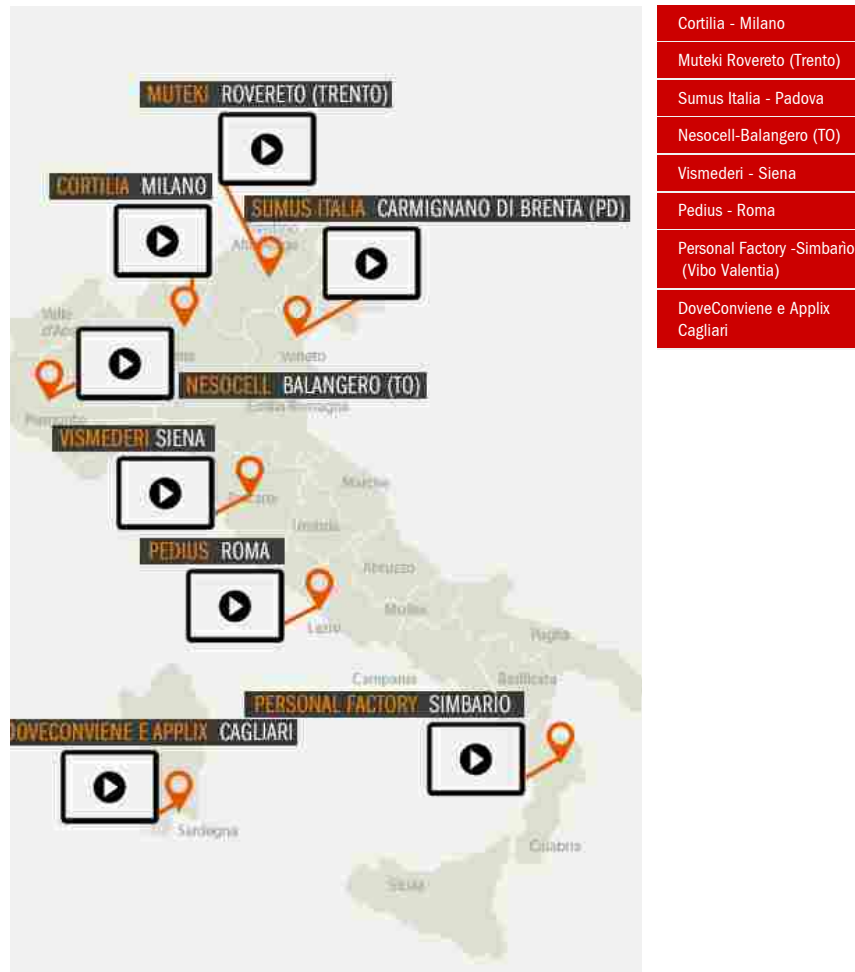 MUTEKI ROVERETO (TRENTO)
CORTILIA MILANO
SUMUS ITALIA CARMIGNANO DI BRENTA (PD)
Valle
Veneto
NESOCELL BALANGERO (TO)
Emilia Romagna
Piemonte
VISMEDERI SIENA
Marche
Toscana
Umbria
PEDIUS ROMA
Abruzzo
Molise
Lazio
Puglia
Campania
Basilicata
PERSONAL FACTORY SIMBARIO
DOVECONVIENE E APPLIX CAGLIARI
Sardegna
Calabria
Sicilia
Cortilia - Milano
Muteki Rovereto (Trento)
Sumus Italia - Padova
Nesocell-Balangero (TO)
Vismederi - Siena
Pedius - Roma
Personal Factory -Simbario
(Vibo Valentia)
DoveConviene e Applix
Cagliari